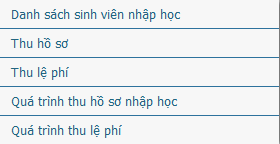 Danh sách sinh viên nhập học
Thu hồ sơ
Thu lệ phí
Quá trình thu hồ sơ nhập học
Quá trình thu lệ phí